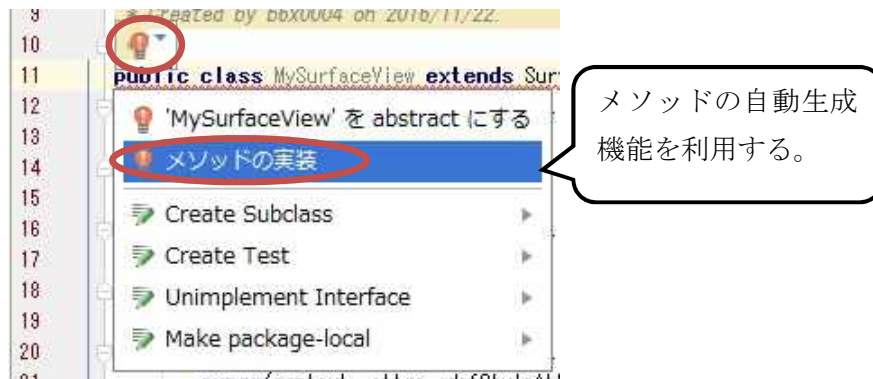 9 * Created by bbx0004 on 2016/11/22.
10
11 public class MySurfaceView extends Sur
12 'MySurfaceView' を abstract にする
13
14 メソッドの実装
15
16 Create Subclass
17 Create Test
18 Unimplement Interface
19
20 Make package-local
メソッドの自動生成
機能を利用する。